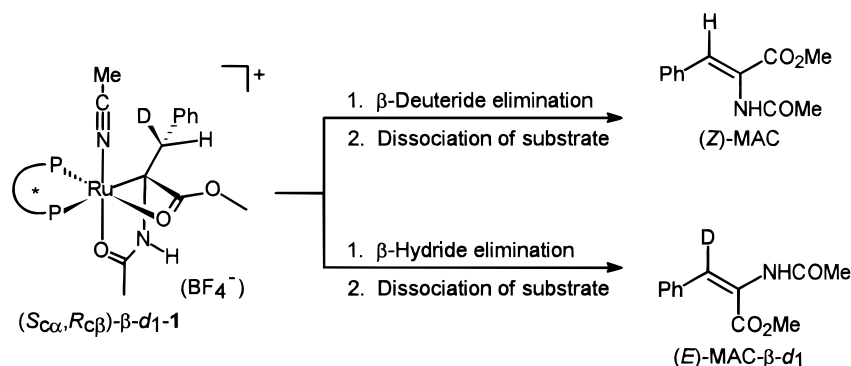 Me
C
N
D
Ph
H
P
P
*
Ru
O
O
O
N
H
]+
(BF4−)
(SCα,RCβ)-β-d1-1
1. β-Deuteride elimination
2. Dissociation of substrate
1. β-Hydride elimination
2. Dissociation of substrate
H
Ph
CO2Me
NHCOMe
(Z)-MAC
D
Ph
NHCOMe
CO2Me
(E)-MAC-β-d1